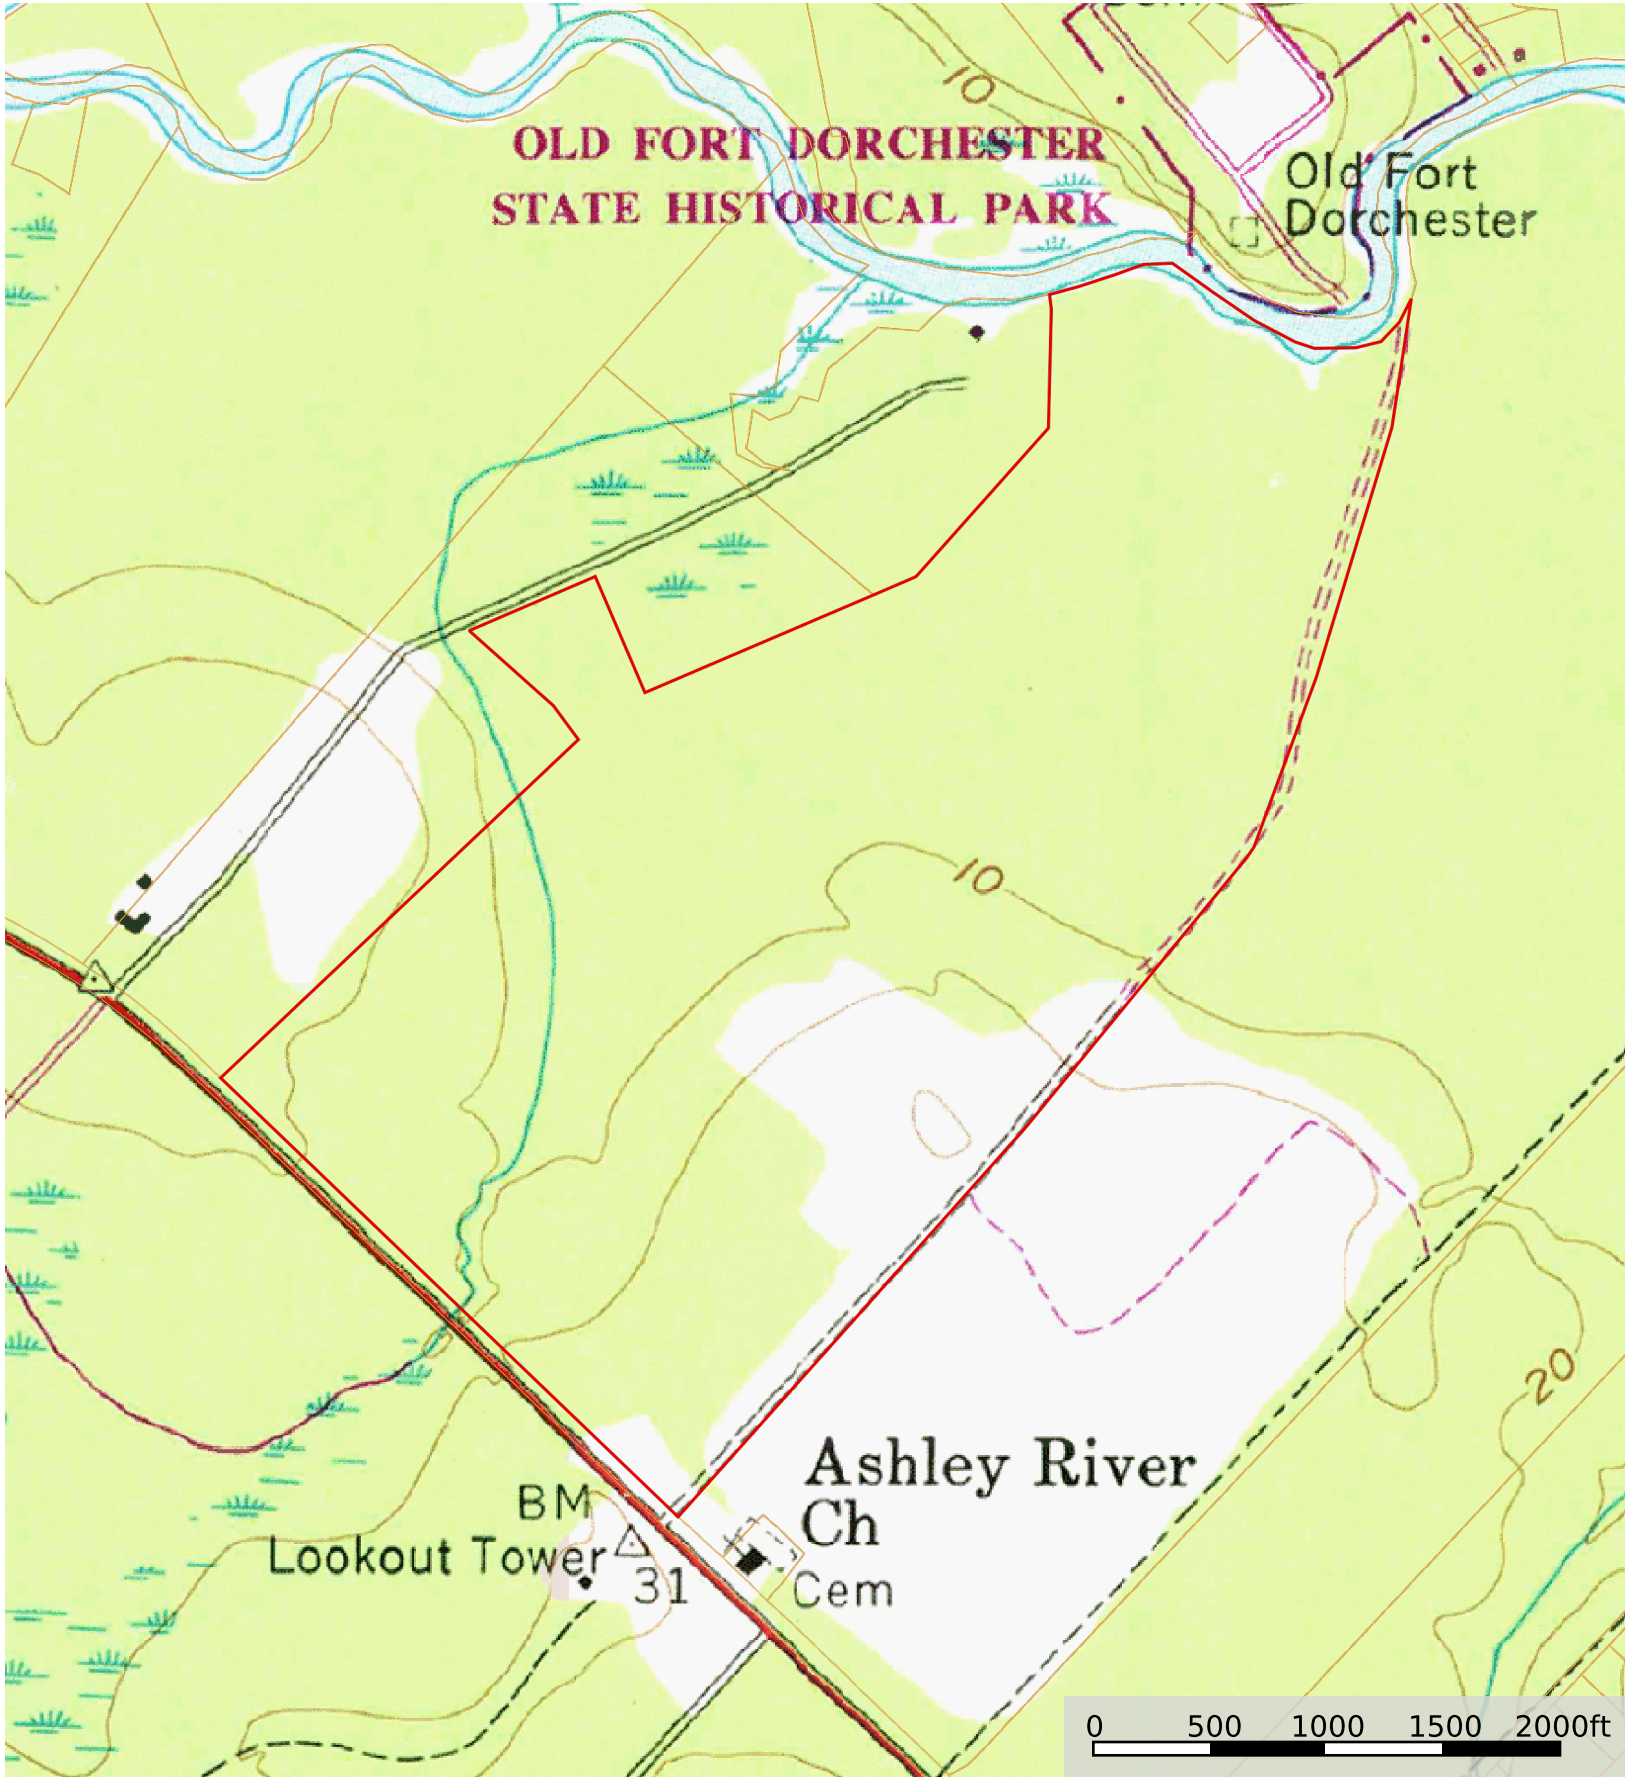 10
OLD FORT DORCHESTER
STATE HISTORICAL PARK
Old Fort
Dorchester
10
20
Ashley River
Ch
Cem
BM
Lookout Tower
31
0 500 1000 1500 2000ft